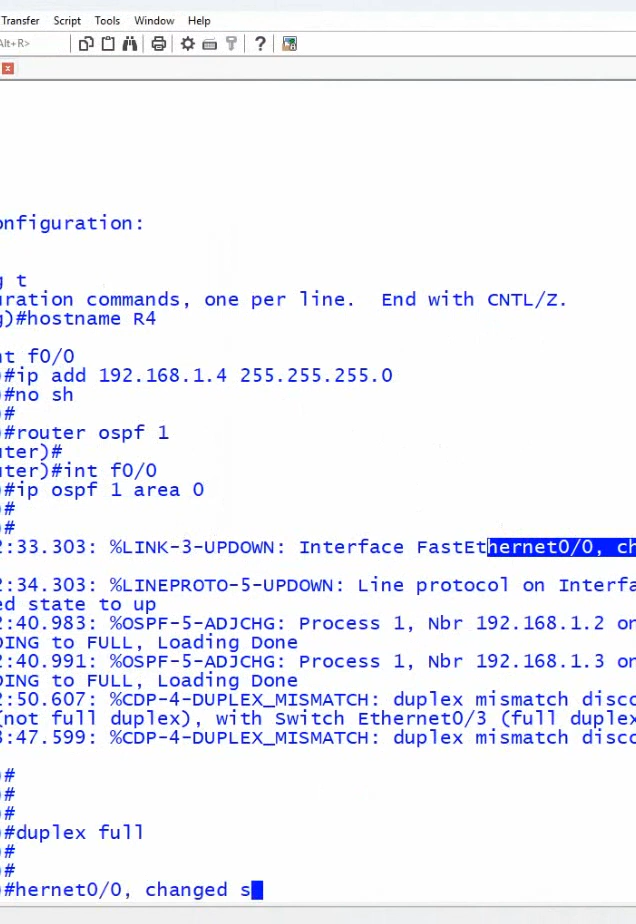 Transfer Script Tools Window Help
Alt+R>
onfiguration:
g t
uration commands, one per line. End with CNTL/Z.
g)#hostname R4
nt f0/0
)#ip add 192.168.1.4 255.255.255.0
)#no sh
)#
)#router ospf 1
uter)#
uter)#int f0/0
)#ip ospf 1 area 0
)#
)#
2:33.303: %LINK-3-UPDOWN: Interface FastEthernet0/0, ch
2:34.303: %LINEPROTO-5-UPDOWN: Line protocol on Interfa
ed state to up
2:40.983: %OSPF-5-ADJCHG: Process 1, Nbr 192.168.1.2 on
DING to FULL, Loading Done
2:40.991: %OSPF-5-ADJCHG: Process 1, Nbr 192.168.1.3 on
DING to FULL, Loading Done
2:50.607: %CDP-4-DUPLEX_MISMATCH: duplex mismatch disco
(not full duplex), with Switch Ethernet0/3 (full duplex
3:47.599: %CDP-4-DUPLEX_MISMATCH: duplex mismatch disco
)#
)#
)#
)#duplex full
)#
)#
)#hernet0/0, changed s